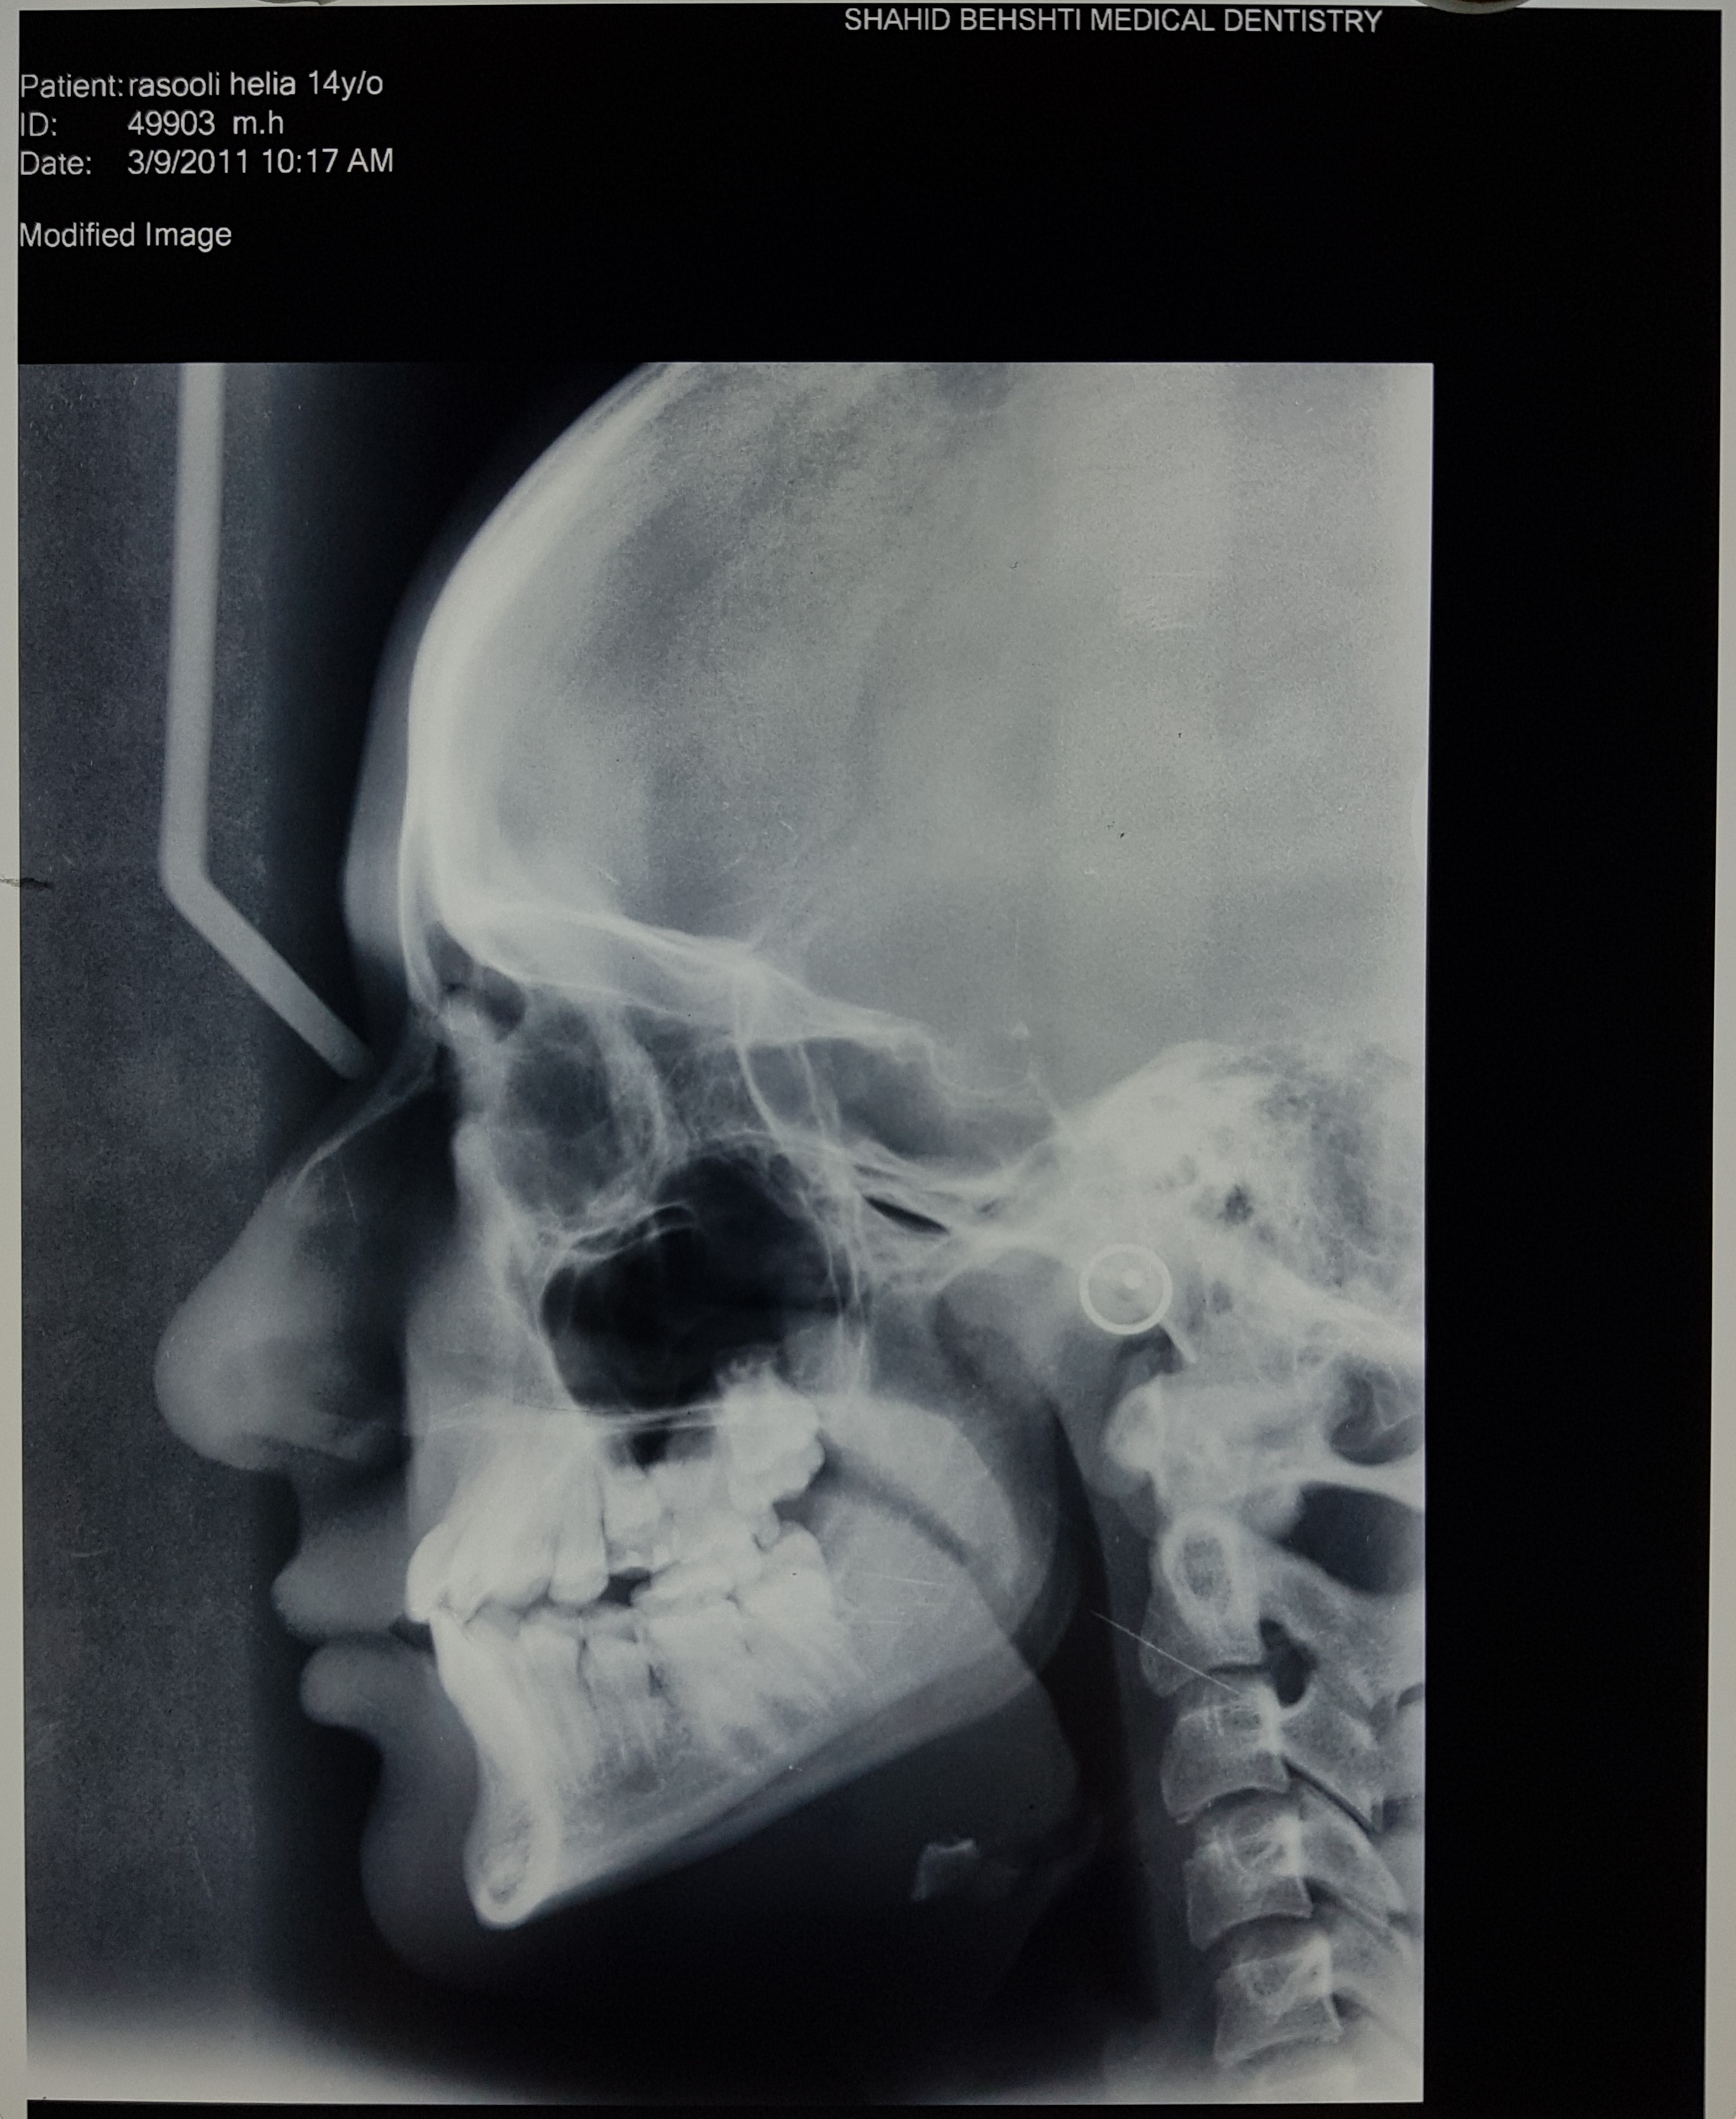 SHAHID BEHSHTI MEDICAL DENTISTRY
Patient: rasooli helia 14y/o
ID: 49903 m.h
Date: 3/9/2011 10:17 AM
Modified Image